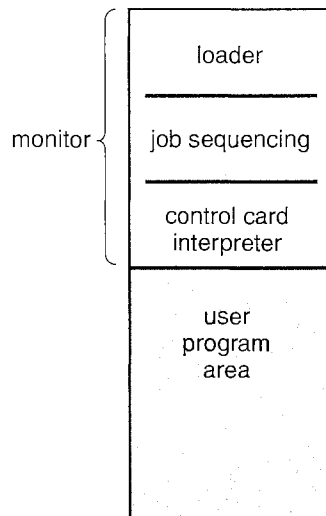 loader
monitor
job sequencing
control card
interpreter
user
program
area